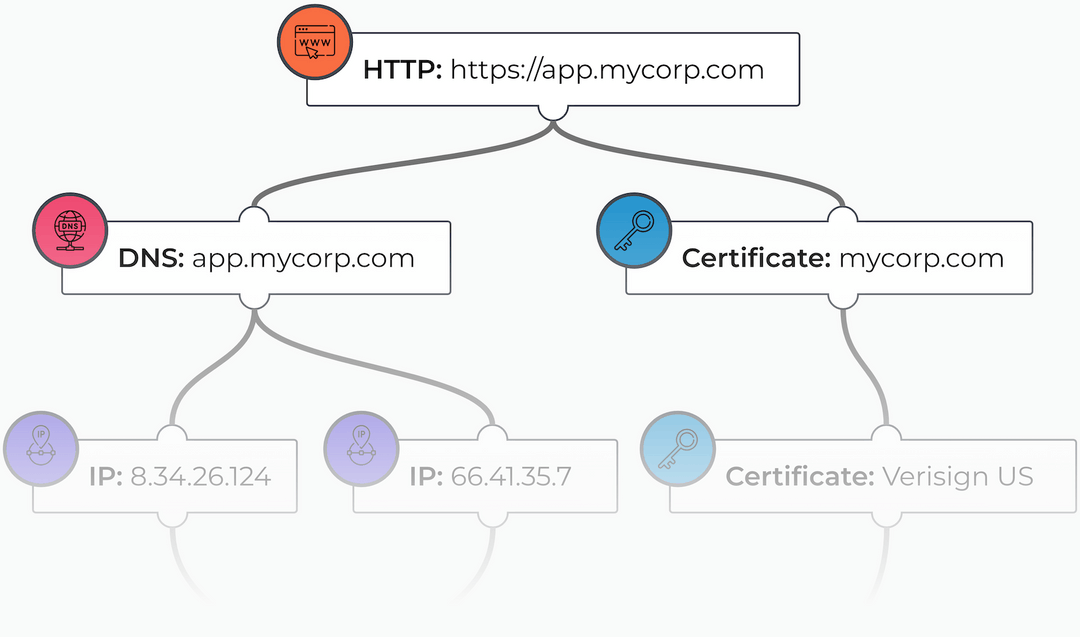 WWW
HTTP: https://app.mycorp.com
DNS
DNS: app.mycorp.com
Certificate: mycorp.com
IP
IP: 8.34.26.124
IP
IP: 66.41.35.7
Certificate: Verisign US